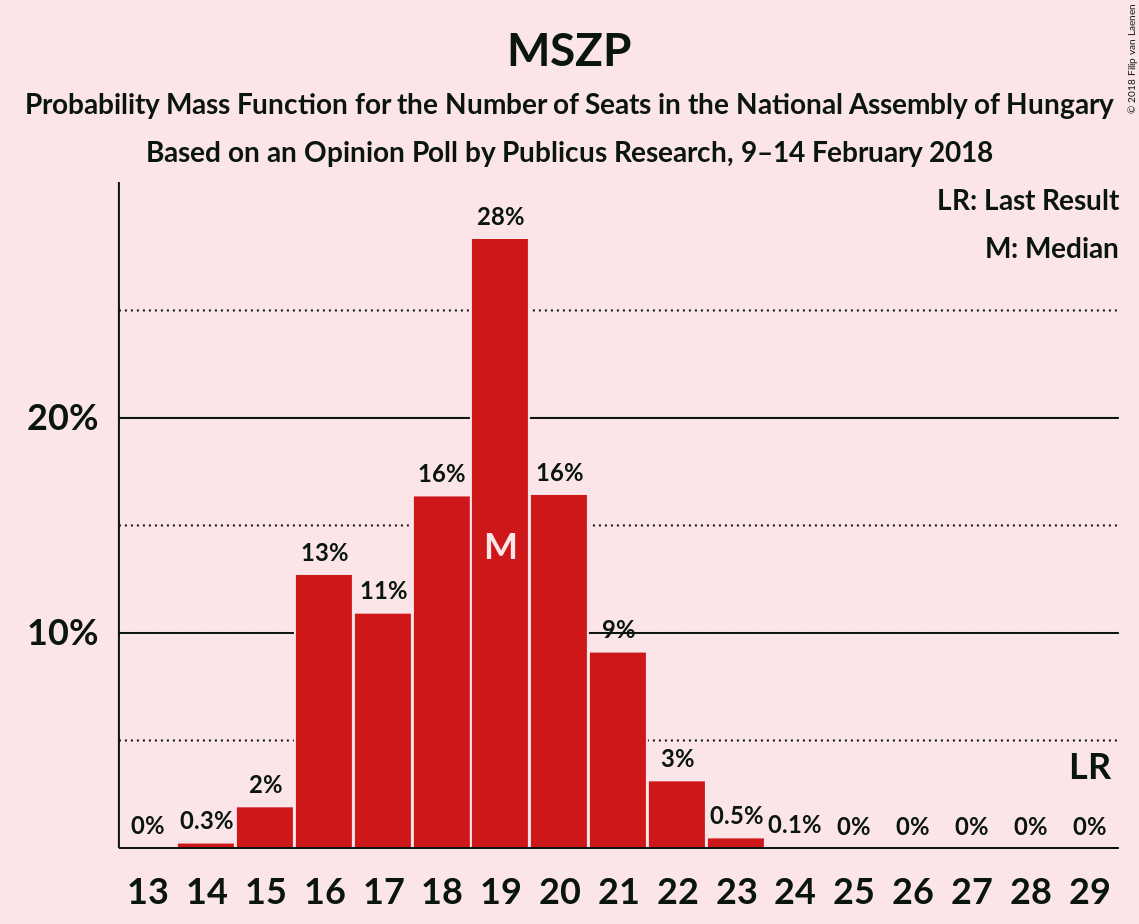 MSZP
Probability Mass Function for the Number of Seats in the National Assembly of Hungary
Based on an Opinion Poll by Publicus Research, 9–14 February 2018
© 2018 Filip van Laenen
LR: Last Result
M: Median
28%
20%
16% 16%
13%
M
11%
10%
9%
3%
LR
2%
0% 0.3% 0.5% 0.1% 0% 0% 0% 0% 0%
13 14 15 16 17 18 19 20 21 22 23 24 25 26 27 28 29